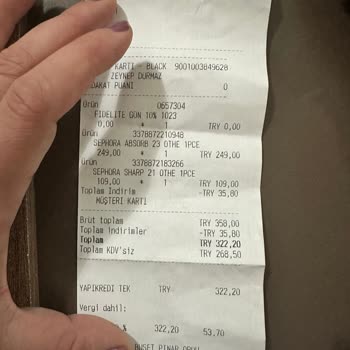 KARTI - BLACK 9001003849628
ZEYNEP DURMAZ
PUANI 0
Ürün 0657304
FIDELITE GUN 10% 1023
0,00 * 1 TRY 0,00
Ürün 3378872210948
SEPHORA ABSORB 23 OTHE 1PCE
249,00 * 1 TRY 249,00
Ürün 3378872183266
SEPHORA SHARP 21 OTHE 1PCE
109,00 * 1 TRY 109,00
Toplam İndirim -TRY 35,80
MÜŞTERİ KARTI
Brüt toplam TRY 358,00
Toplam indirimler -TRY 35,80
Toplam TRY 322,20
Toplam KDV'siz TRY 268,50
YAPIKREDI TEK TRY 322,20
Vergi dahil:
% 322,20 53,70